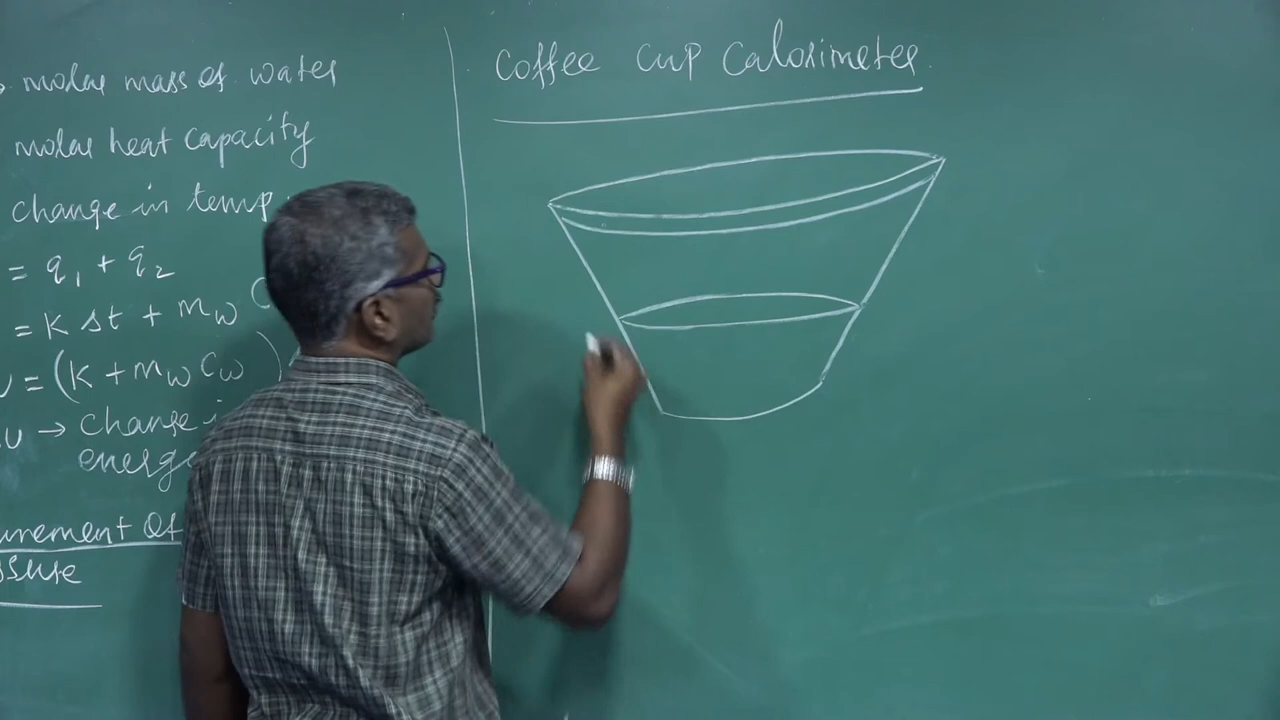 molar mass of water
molar heat capacity
change in temp.
= q₁ + q₂
= K st + m_w C
= (K + m_w C_w)
u → Change i
energ
urement of
ssure
Coffee cup Calorimeter.